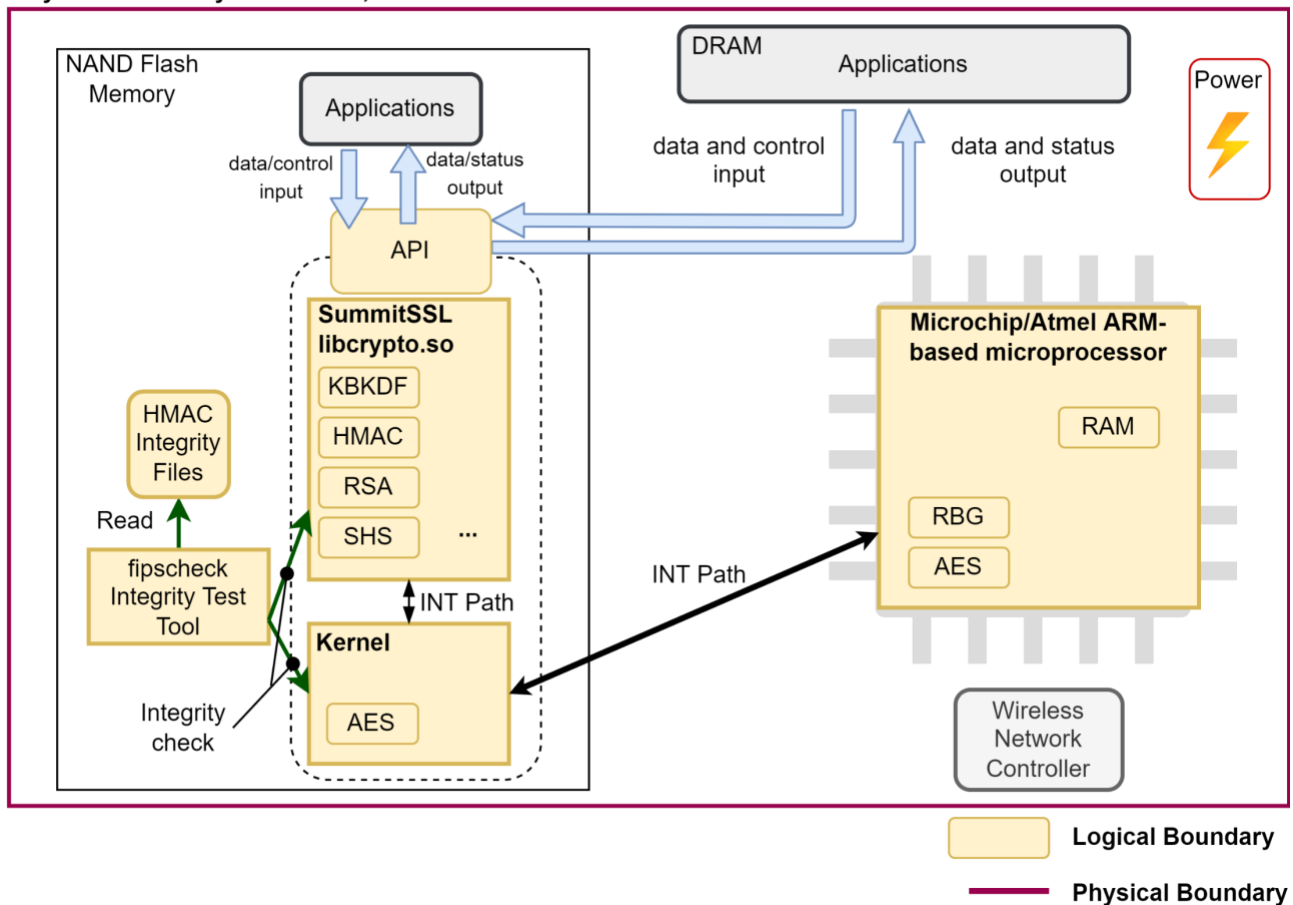 NAND Flash
Memory
Applications
data/control
input
data/status
output
API
DRAM
Applications
data and control
input
data and status
output
Power
SummitSSL
libcrypto.so
KBKDF
HMAC
RSA
SHS
...
HMAC
Integrity
Files
Read
fipscheck
Integrity Test
Tool
INT Path
Kernel
AES
Integrity
check
INT Path
Microchip/Atmel ARM-
based microprocessor
RAM
RBG
AES
Wireless
Network
Controller
Logical Boundary
Physical Boundary